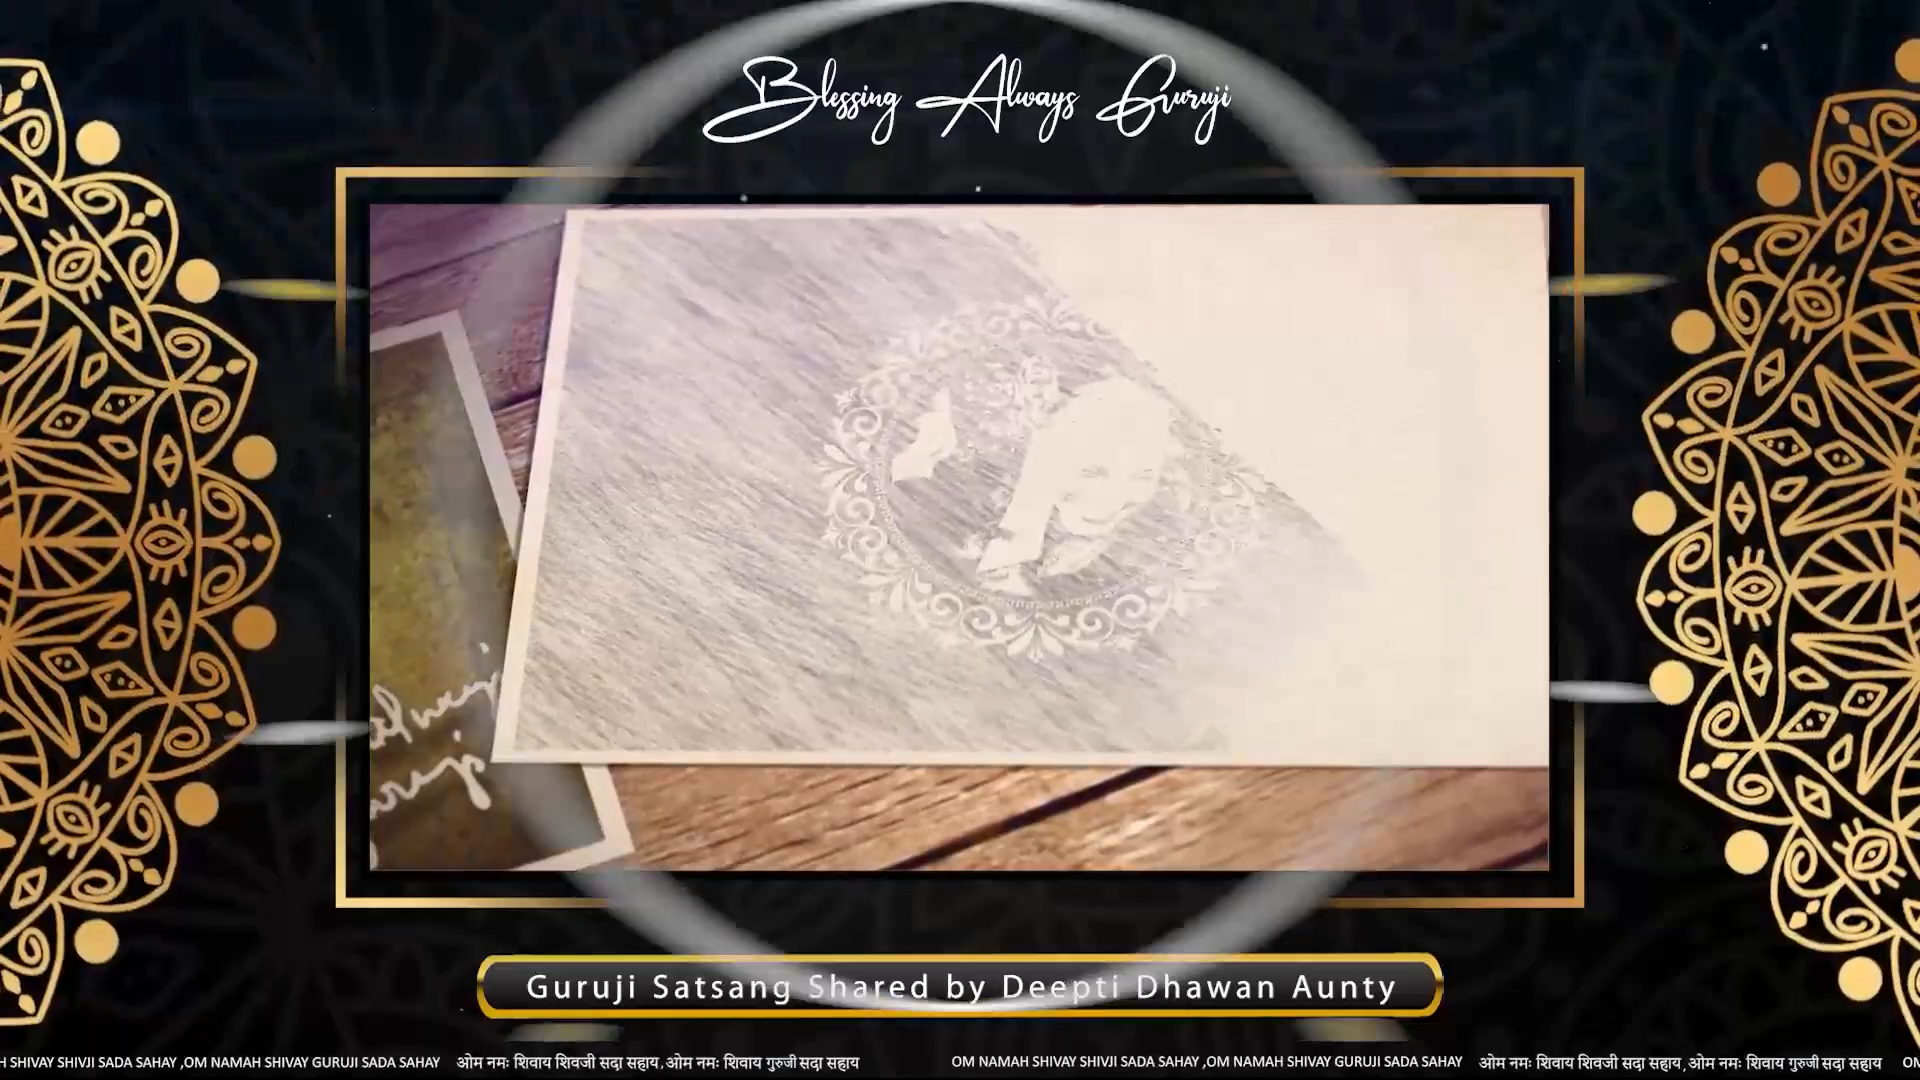 Blessing Always Guruji
Guruji Satsang Shared by Deepti Dhawan Aunty
SHIVAY SHIVJI SADA SAHAY ,OM NAMAH SHIVAY GURUJI SADA SAHAY ओम नमः शिवाय शिवजी सदा सहाय,ओम नमः शिवाय गुरुजी सदा सहाय OM NAMAH SHIVAY SHIVJI SADA SAHAY ,OM NAMAH SHIVAY GURUJI SADA SAHAY ओम नमः शिवाय शिवजी सदा सहाय,ओम नमः शिवाय गुरुजी सदा सहाय